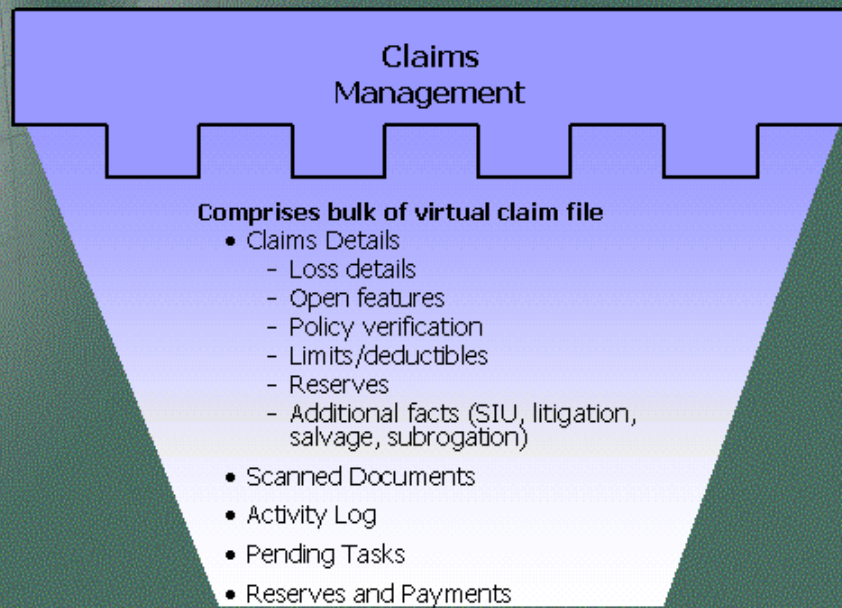 Claims
Management
Comprises bulk of virtual claim file
• Claims Details
- Loss details
- Open features
- Policy verification
- Limits/deductibles
- Reserves
- Additional facts (SIU, litigation,
salvage, subrogation)
• Scanned Documents
• Activity Log
• Pending Tasks
• Reserves and Payments